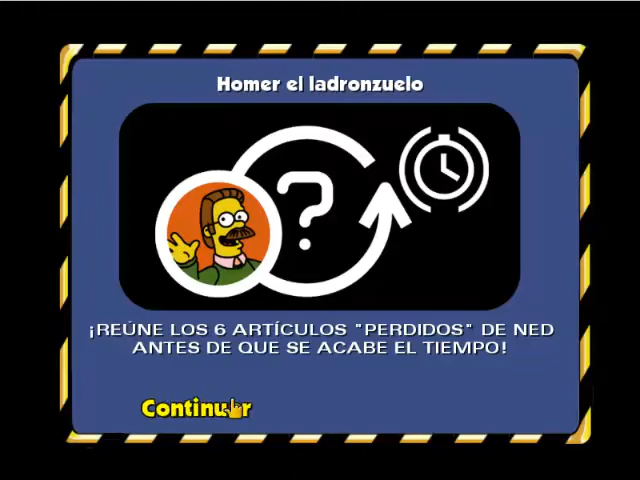 Homer el ladronzuelo
?
¡REÚNE LOS 6 ARTÍCULOS "PERDIDOS" DE NED
ANTES DE QUE SE ACABE EL TIEMPO!
Continuar